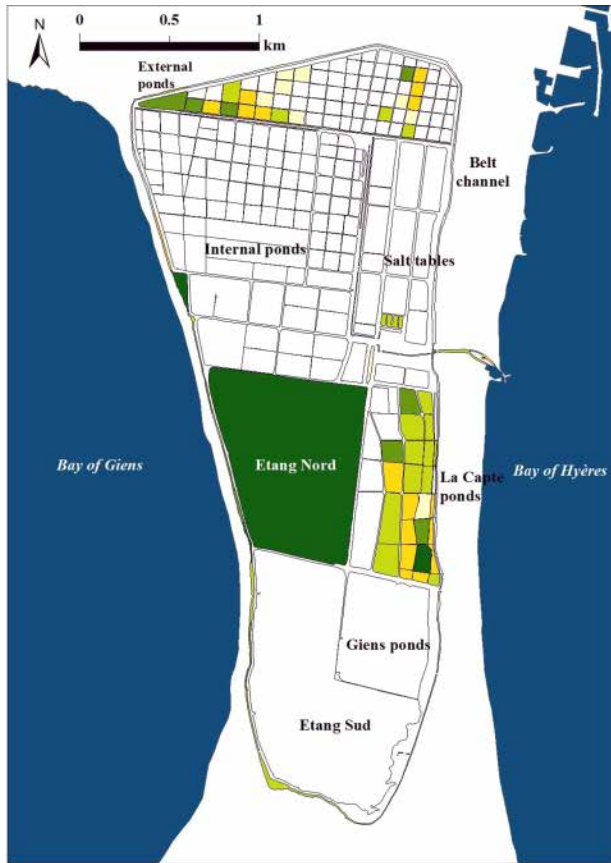 N
0 0.5 1
km
External
ponds
Belt
channel
Internal ponds
Salt tables
Bay of Giens
Etang Nord
La Capte
ponds
Bay of Hyères
Giens ponds
Etang Sud